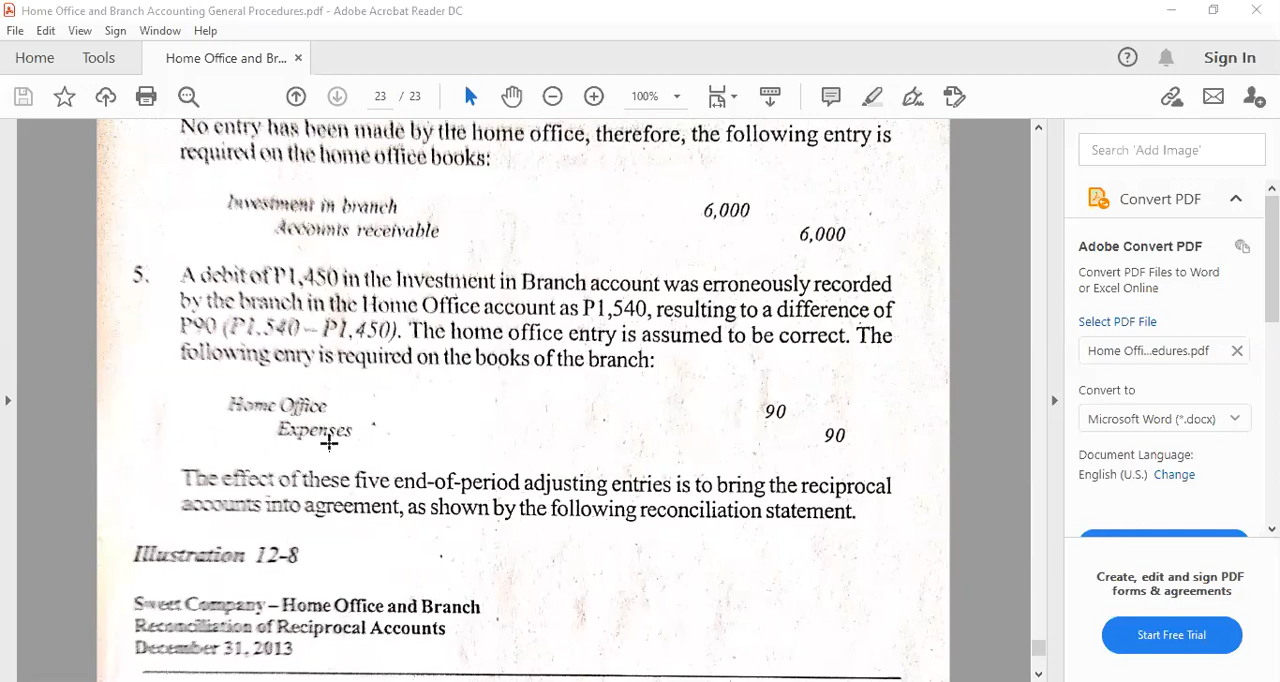 Home Office and Branch Accounting General Procedures.pdf - Adobe Acrobat Reader DC
File Edit View Sign Window Help
Home Tools Home Office and Br... × Sign In
23 / 23 100%
No entry has been made by the home office, therefore, the following entry is
required on the home office books:
Investment in branch 6,000
Accounts receivable 6,000
5. A debit of P1,450 in the Investment in Branch account was erroneously recorded
by the branch in the Home Office account as P1,540, resulting to a difference of
P90 (P1.540 – P1,450). The home office entry is assumed to be correct. The
following enry is required on the books of the branch:
Home Office 90
Expenses 90
The effect of these five end-of-period adjusting entries is to bring the reciprocal
accounts into agreement, as shown by the following reconciliation statement.
Illustration 12-8
Sweet Company – Home Office and Branch
Reconciliation of Reciprocal Accounts
December 31, 2013
Search 'Add Image'
Convert PDF
Adobe Convert PDF
Convert PDF Files to Word
or Excel Online
Select PDF File
Home Offi...edures.pdf
Convert to
Microsoft Word (*.docx)
Document Language:
English (U.S.) Change
Create, edit and sign PDF
forms & agreements
Start Free Trial